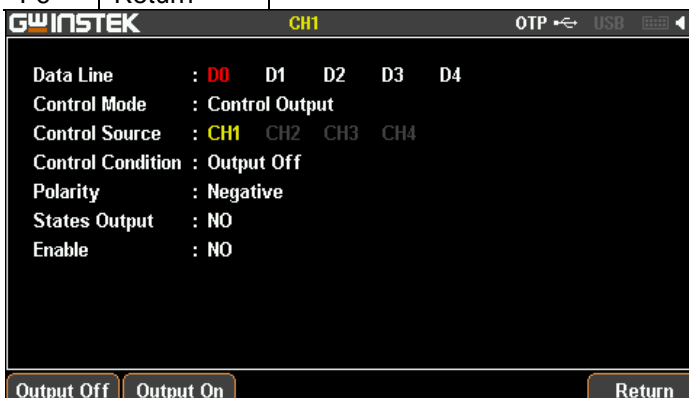 Return
GWINSTEK CH1 OTP USB
Data Line : D0 D1 D2 D3 D4
Control Mode : Control Output
Control Source : CH1 CH2 CH3 CH4
Control Condition : Output Off
Polarity : Negative
States Output : NO
Enable : NO
Output Off Output On Return